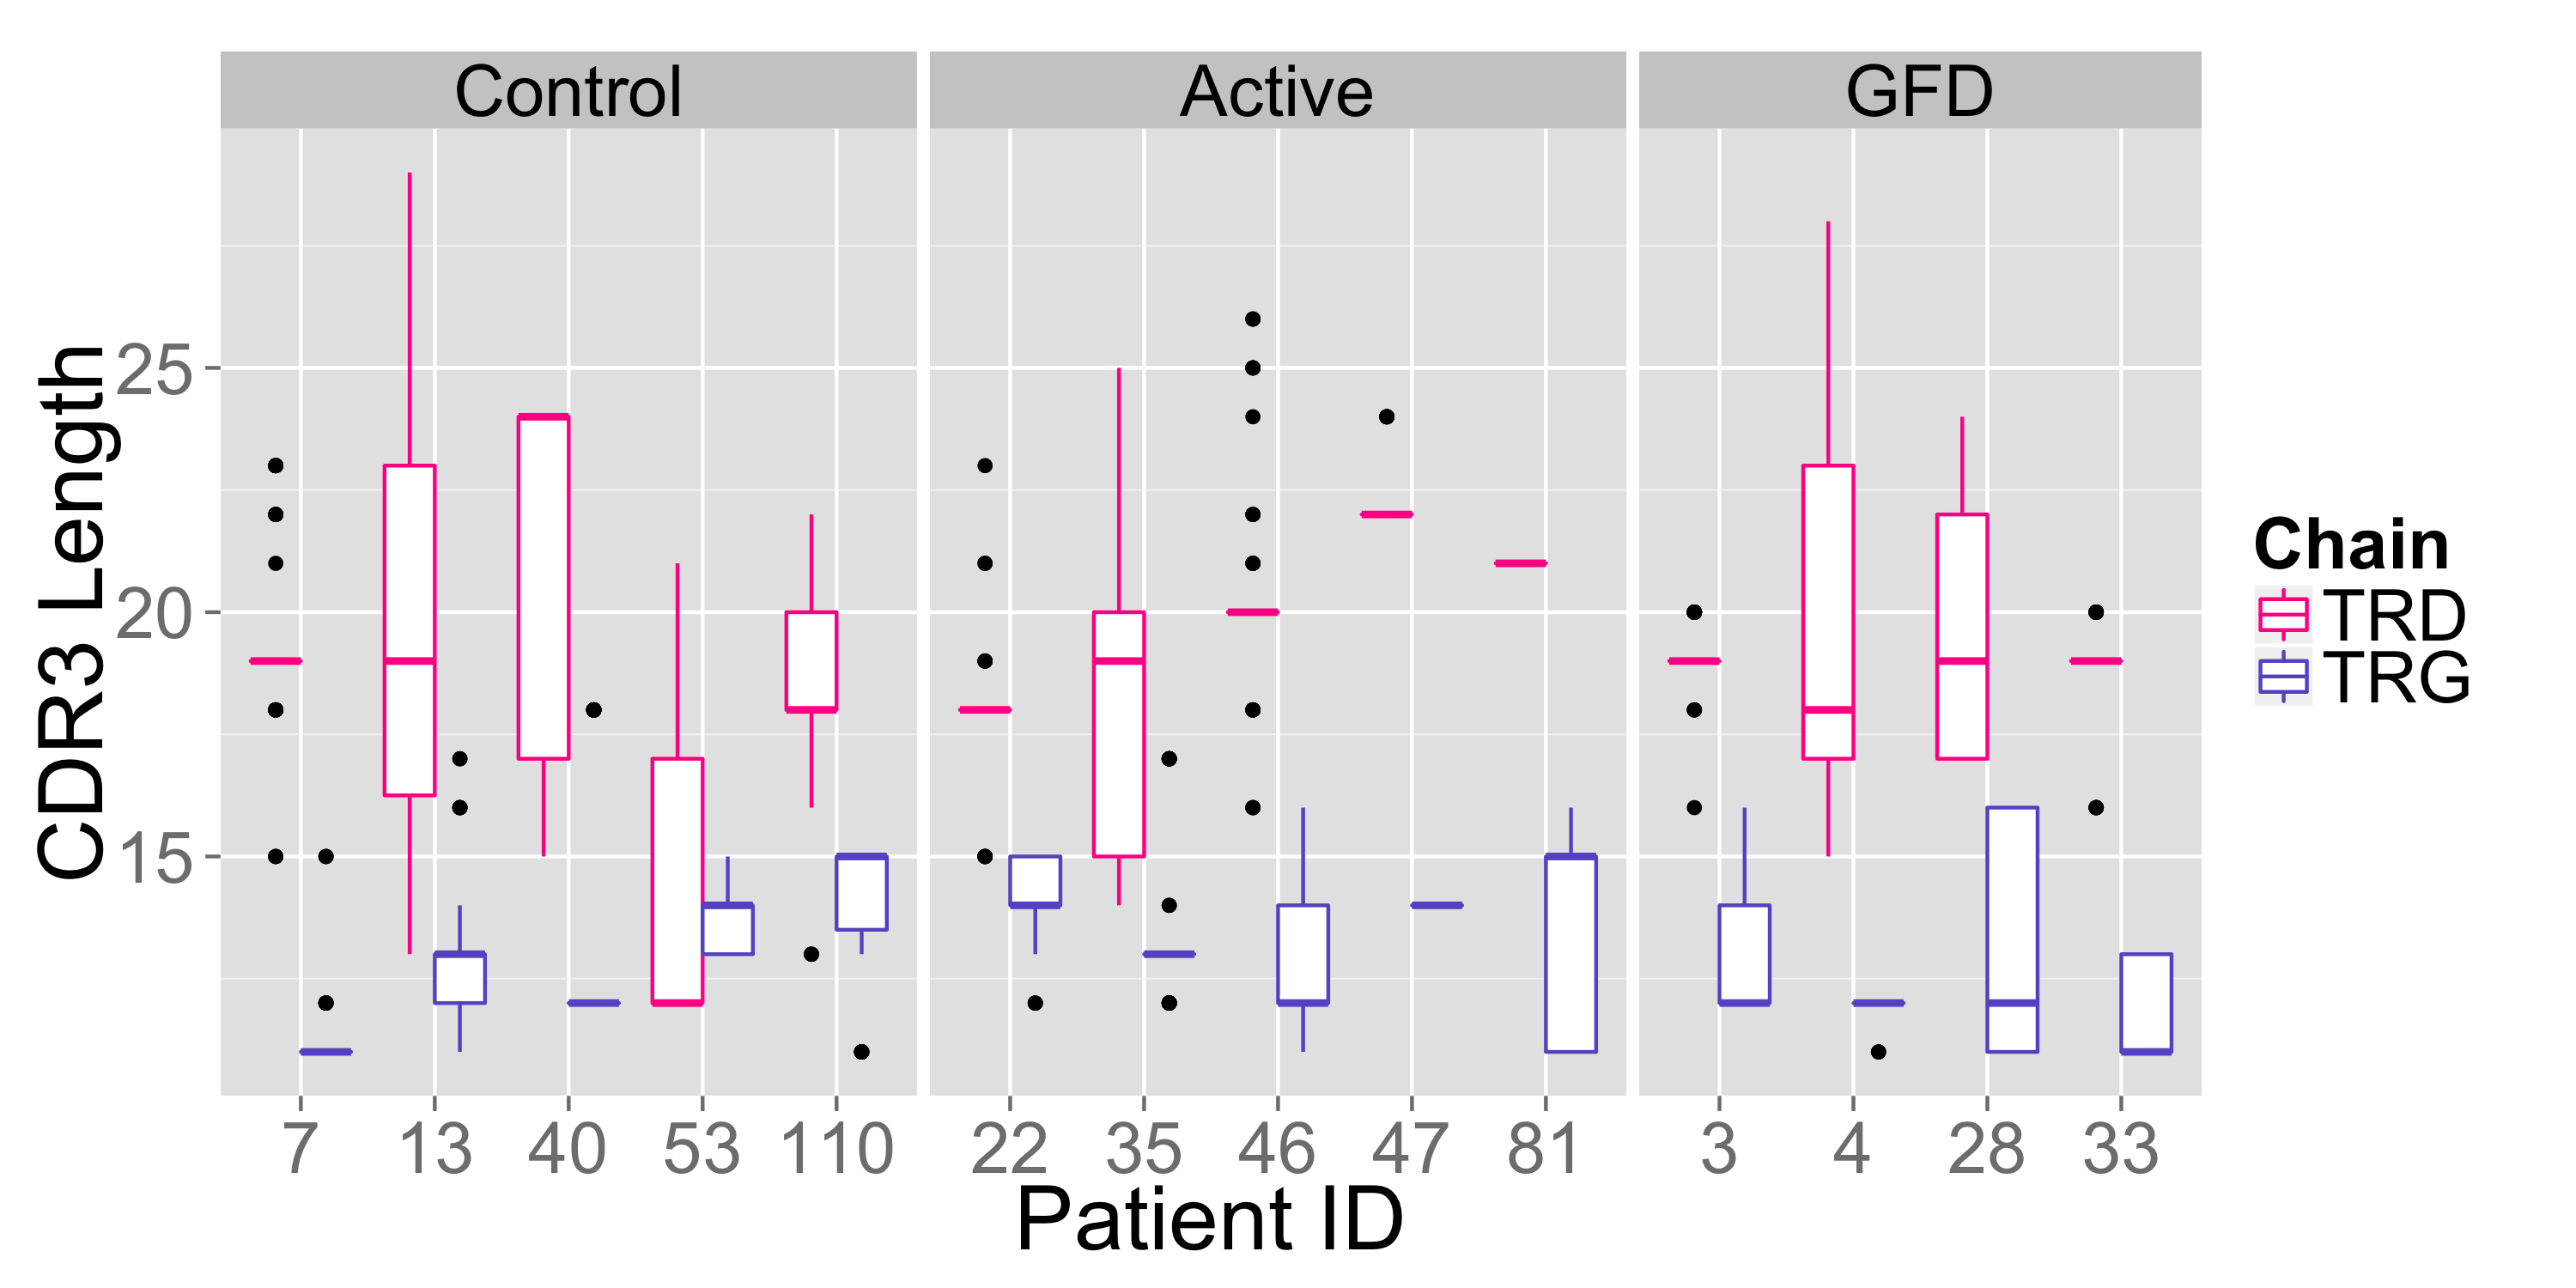 Control Active GFD
CDR3 Length
25
20
15
7 13 40 53 110 22 35 46 47 81 3 4 28 33
Patient ID
Chain
TRD
TRG